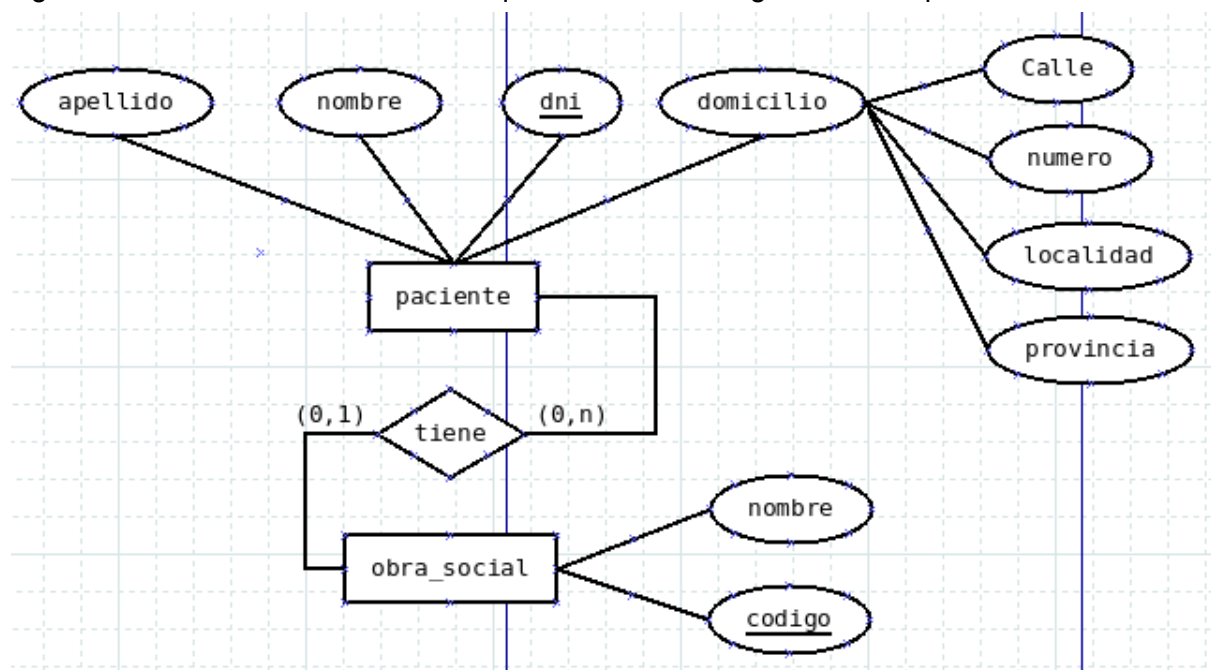 Calle
apellido
nombre
dni
domicilio
numero
localidad
paciente
provincia
(0,1)
(0,n)
tiene
nombre
obra_social
codigo